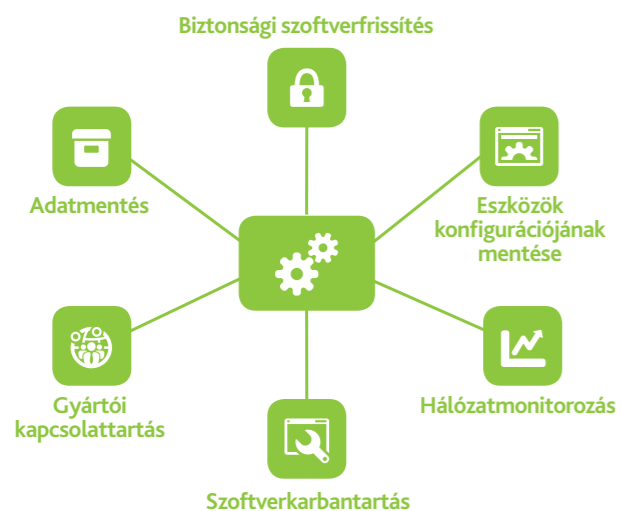 Biztonsági szoftverfrissítés
Adatmentés
Eszközök
konfigurációjának
mentése
Gyártói
kapcsolattartás
Hálózatmonitorozás
Szoftverkarbantartás